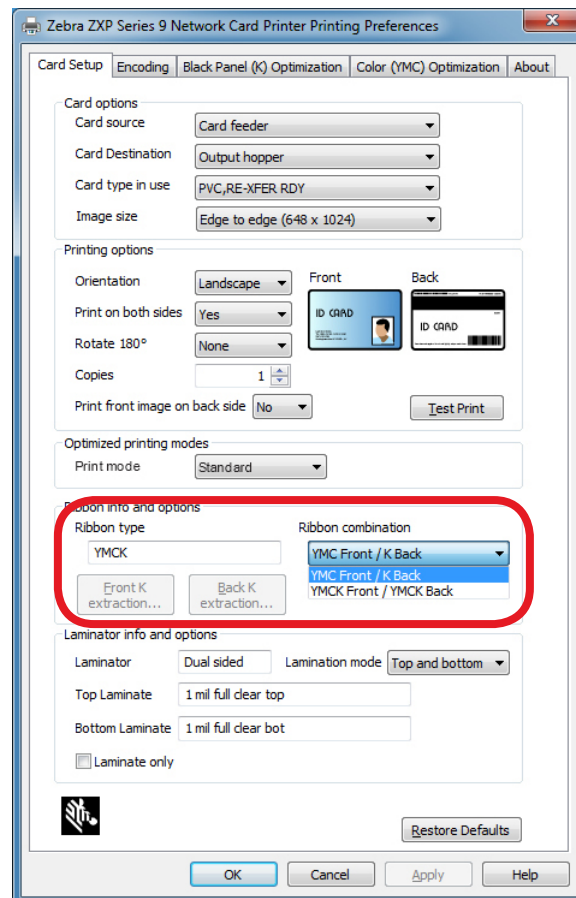 Zebra ZXP Series 9 Network Card Printer Printing Preferences
Card Setup Encoding Black Panel (K) Optimization Color (YMC) Optimization About
Card options
Card source Card feeder
Card Destination Output hopper
Card type in use PVC,RE-XFER RDY
Image size Edge to edge (648 x 1024)
Printing options
Orientation Landscape Front Back
Print on both sides Yes
ID CARD ID CARD
Rotate 180° None
Copies 1
Print front image on back side No Test Print
Optimized printing modes
Print mode Standard
Ribbon info and options
Ribbon type Ribbon combination
YMCK YMC Front / K Back
YMC Front / K Back
YMCK Front / YMCK Back
Front K extraction... Back K extraction...
Laminator info and options
Laminator Dual sided Lamination mode Top and bottom
Top Laminate 1 mil full clear top
Bottom Laminate 1 mil full clear bot
Laminate only
Restore Defaults
OK Cancel Apply Help